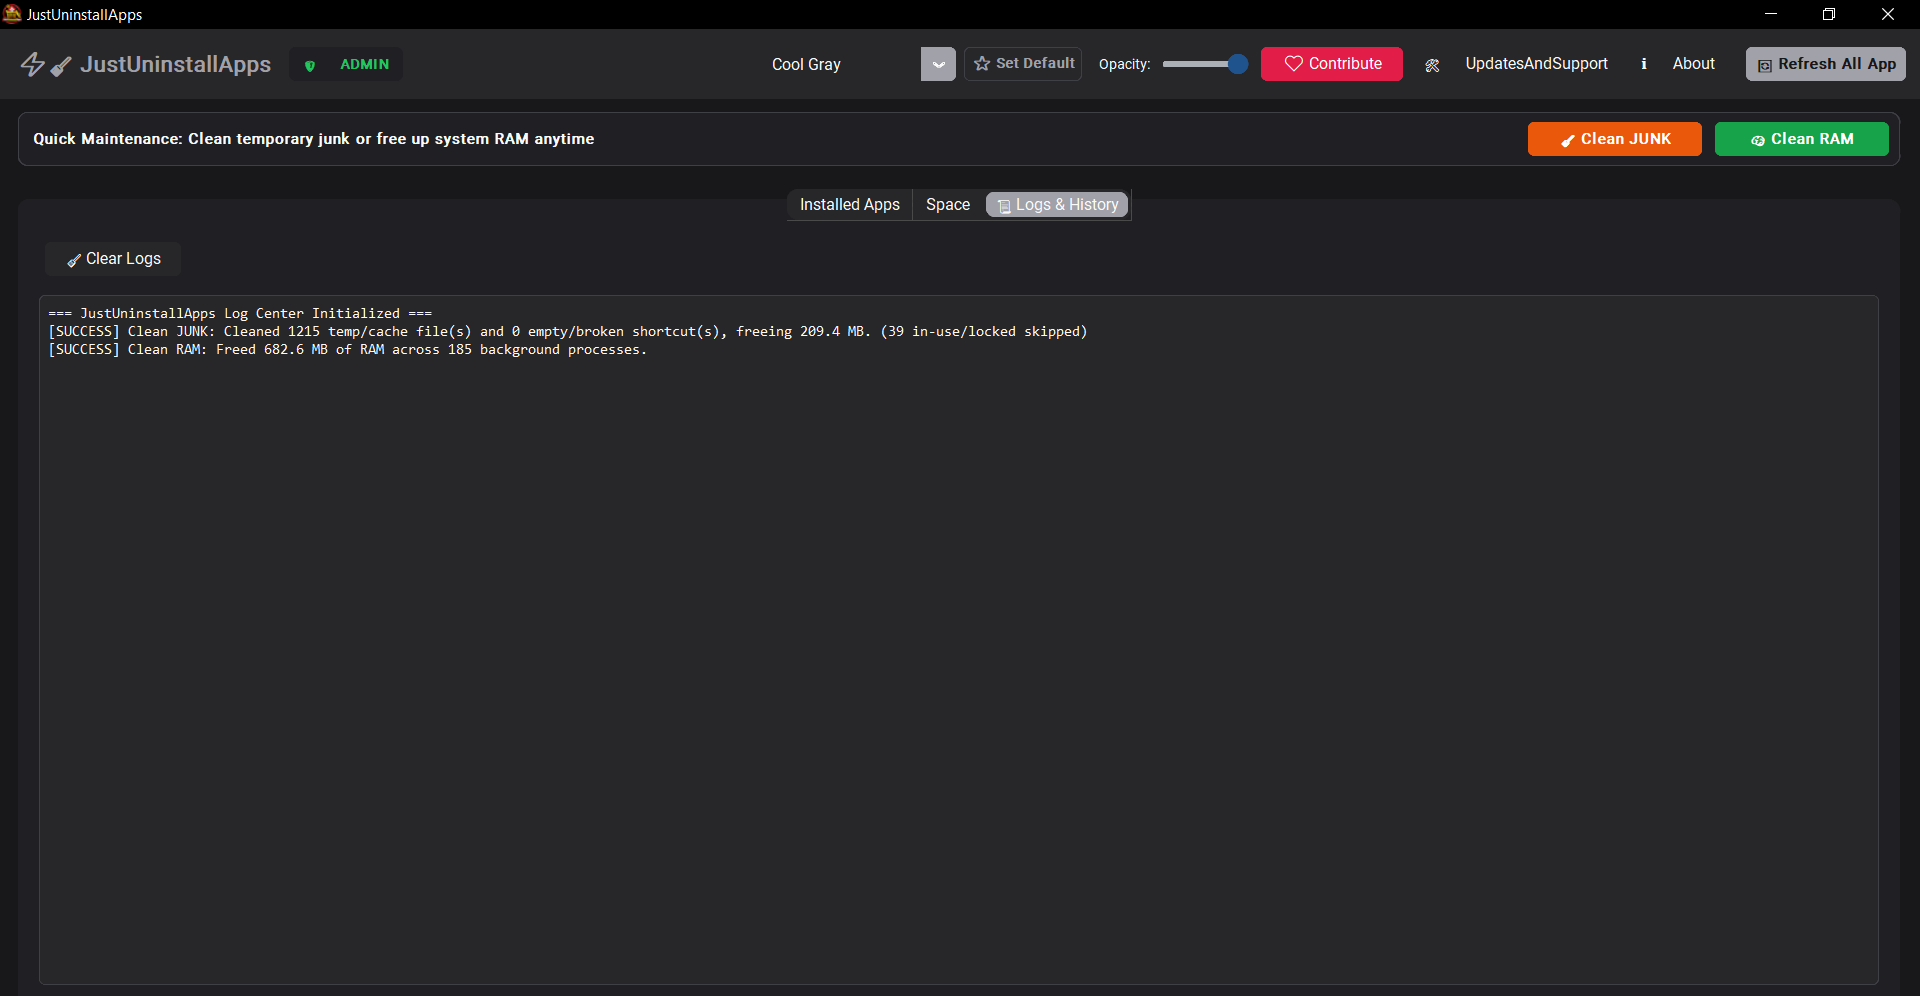 JustUninstallApps
JustUninstallApps
ADMIN
Cool Gray
Set Default
Opacity:
Contribute
UpdatesAndSupport
i
About
Refresh All App
Quick Maintenance: Clean temporary junk or free up system RAM anytime
Clean JUNK
Clean RAM
Installed Apps
Space
Logs & History
Clear Logs
=== JustUninstallApps Log Center Initialized ===
[SUCCESS] Clean JUNK: Cleaned 1215 temp/cache file(s) and 0 empty/broken shortcut(s), freeing 209.4 MB. (39 in-use/locked skipped)
[SUCCESS] Clean RAM: Freed 682.6 MB of RAM across 185 background processes.